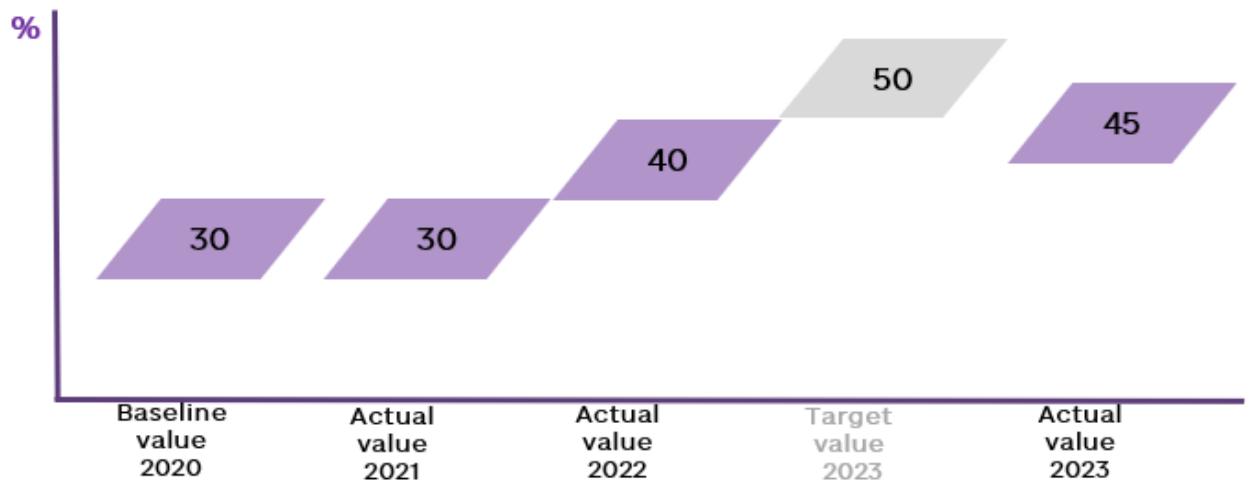 %
50
45
40
30
30
Baseline
value
2020
Actual
value
2021
Actual
value
2022
Target
value
2023
Actual
value
2023